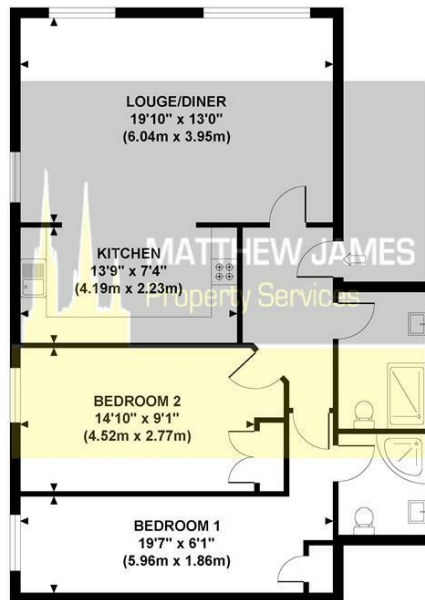 LOUGE/DINER
19'10" x 13'0"
(6.04m x 3.95m)
KITCHEN
13'9" x 7'4"
(4.19m x 2.23m)
MATTHEW JAMES
Property Services
BEDROOM 2
14'10" x 9'1"
(4.52m x 2.77m)
BEDROOM 1
19'7" x 6'1"
(5.96m x 1.86m)